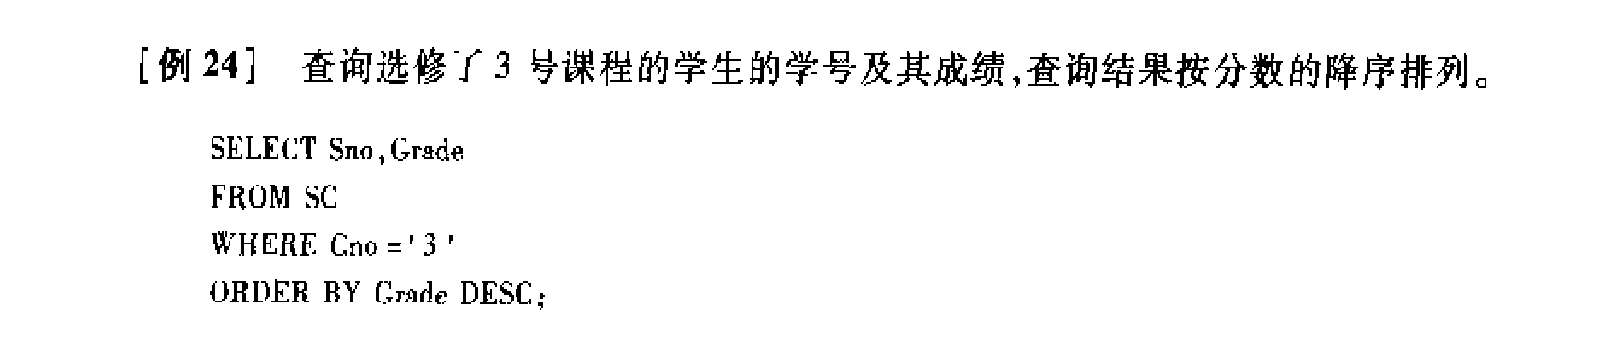 [例 24] 查询选修了 3 号课程的学生的学号及其成绩,查询结果按分数的降序排列。
SELECT Sno,Grade
FROM SC
WHERE Cno='3'
ORDER BY Grade DESC;